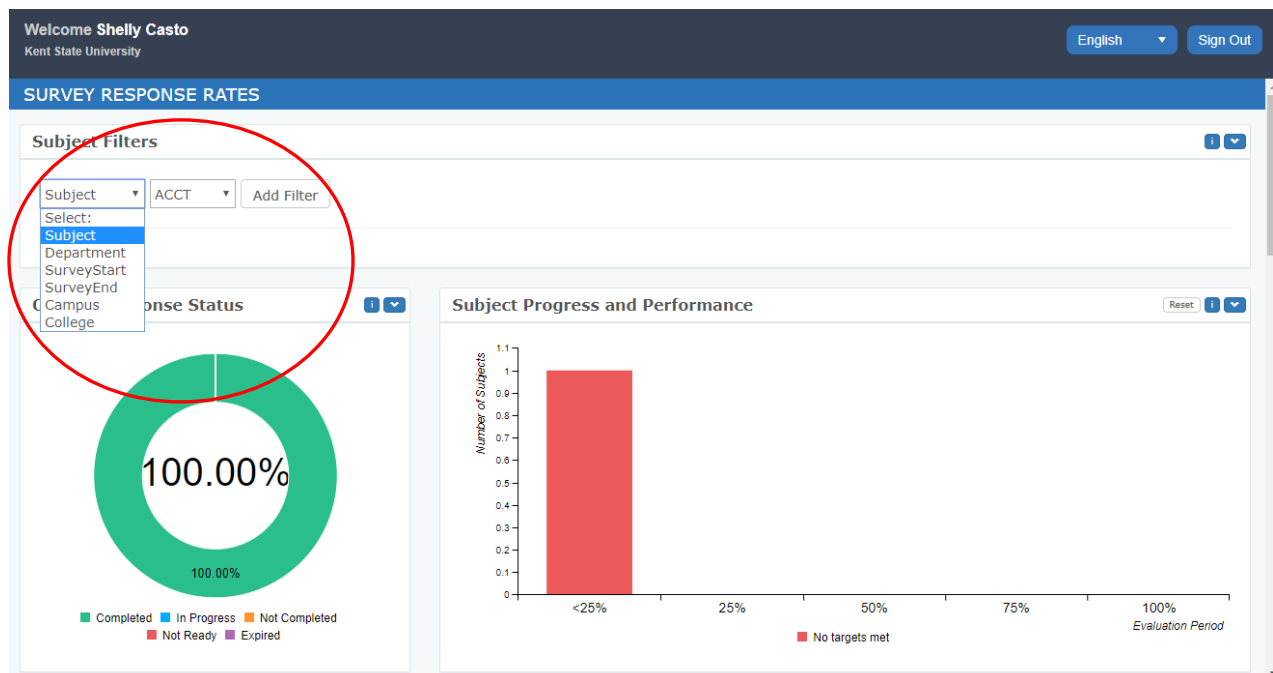 Welcome Shelly Casto
Kent State University
English
Sign Out
SURVEY RESPONSE RATES
Subject Filters
i
Subject
ACCT
Add Filter
Select:
Subject
Department
SurveyStart
SurveyEnd
Campus
College
onse Status
i
100.00%
100.00%
Completed
In Progress
Not Completed
Not Ready
Expired
Subject Progress and Performance
Reset
i
Number of Subjects
1.1
1
0.9
0.8
0.7
0.6
0.5
0.4
0.3
0.2
0.1
0
<25%
25%
50%
75%
100%
Evaluation Period
No targets met